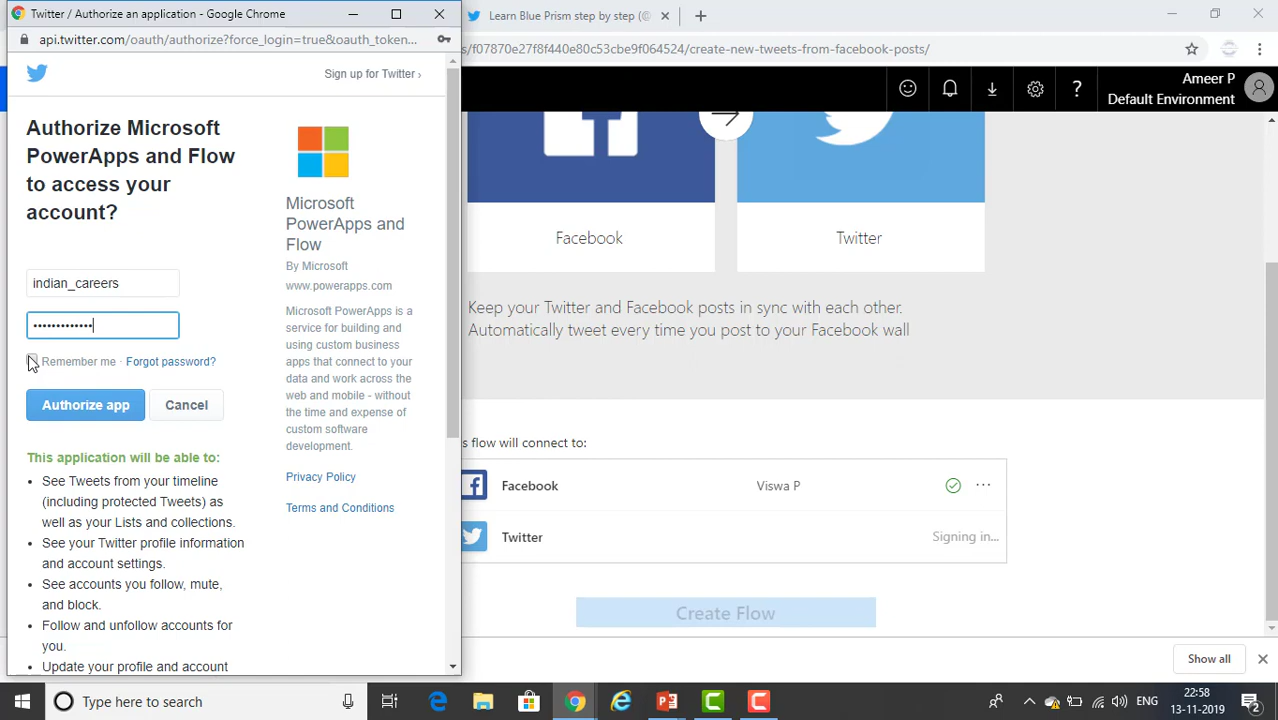 Twitter / Authorize an application - Google Chrome
Learn Blue Prism step by step (@
api.twitter.com/oauth/authorize?force_login=true&oauth_token...
s/f07870e27f8f440e80c53cbe9f064524/create-new-tweets-from-facebook-posts/
Sign up for Twitter ›
Ameer P
Default Environment
Authorize Microsoft
PowerApps and Flow
to access your
account?
Microsoft
PowerApps and
Flow
By Microsoft
www.powerapps.com
Microsoft PowerApps is a
service for building and
using custom business
apps that connect to your
data and work across the
web and mobile - without
the time and expense of
custom software
development.
Privacy Policy
Terms and Conditions
indian_careers
•••••••••••••
Remember me · Forgot password?
Authorize app
Cancel
This application will be able to:
• See Tweets from your timeline
(including protected Tweets) as
well as your Lists and collections.
• See your Twitter profile information
and account settings.
• See accounts you follow, mute,
and block.
• Follow and unfollow accounts for
you.
• Update your profile and account
Facebook
Twitter
Keep your Twitter and Facebook posts in sync with each other.
Automatically tweet every time you post to your Facebook wall
s flow will connect to:
Facebook
Viswa P
Twitter
Signing in...
Create Flow
Show all
Type here to search
ENG
22:58
13-11-2019
2